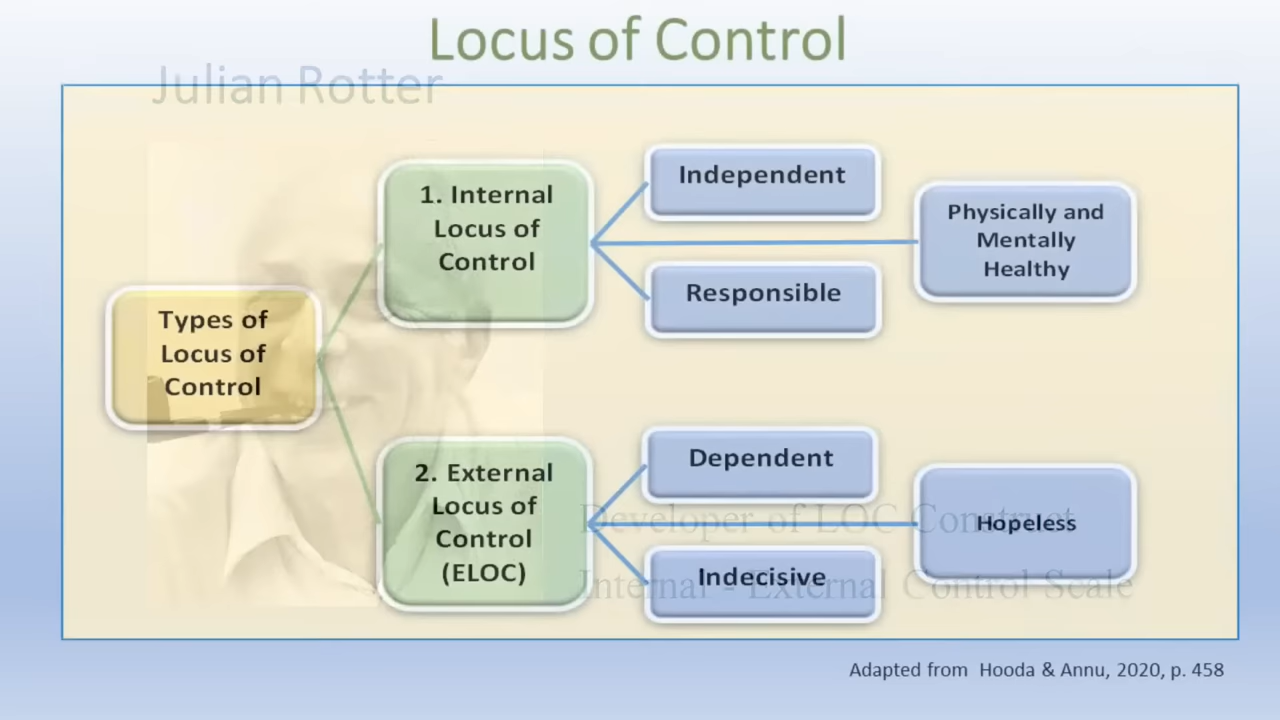 Locus of Control
Julian Rotter
Types of
Locus of
Control
1. Internal
Locus of
Control
Independent
Responsible
Physically and
Mentally
Healthy
2. External
Locus of
Control
(ELOC)
Dependent
Indecisive
Hopeless
Developer of LOC Construct
Internal - External Control Scale
Adapted from Hooda & Annu, 2020, p. 458